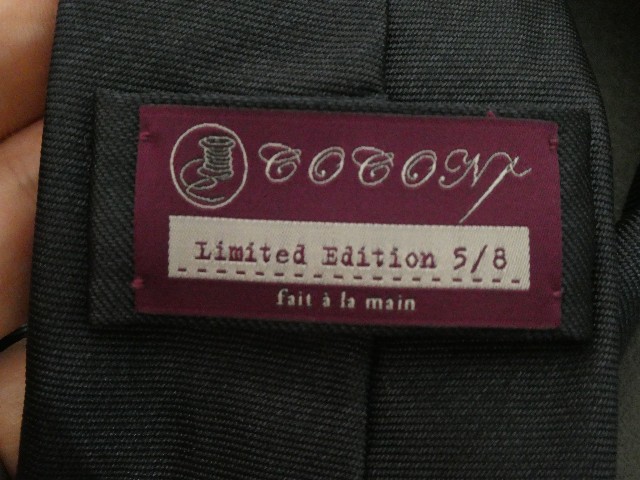 COCON
Limited Edition 5/8
fait à la main